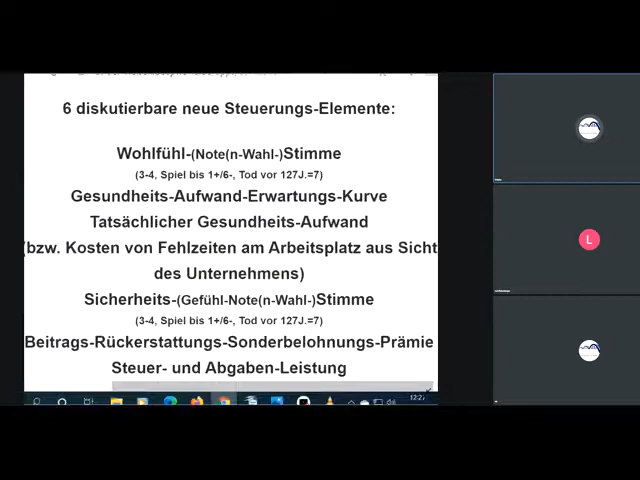 6 diskutierbare neue Steuerungs-Elemente:
Wohlfühl-(Note(n-Wahl-)Stimme
(3-4, Spiel bis 1+/6-, Tod vor 127J.=7)
Gesundheits-Aufwand-Erwartungs-Kurve
Tatsächlicher Gesundheits-Aufwand
(bzw. Kosten von Fehlzeiten am Arbeitsplatz aus Sicht
des Unternehmens)
Sicherheits-(Gefühl-Note(n-Wahl-)Stimme
(3-4, Spiel bis 1+/6-, Tod vor 127J.=7)
Beitrags-Rückerstattungs-Sonderbelohnungs-Prämie
Steuer- und Abgaben-Leistung
L